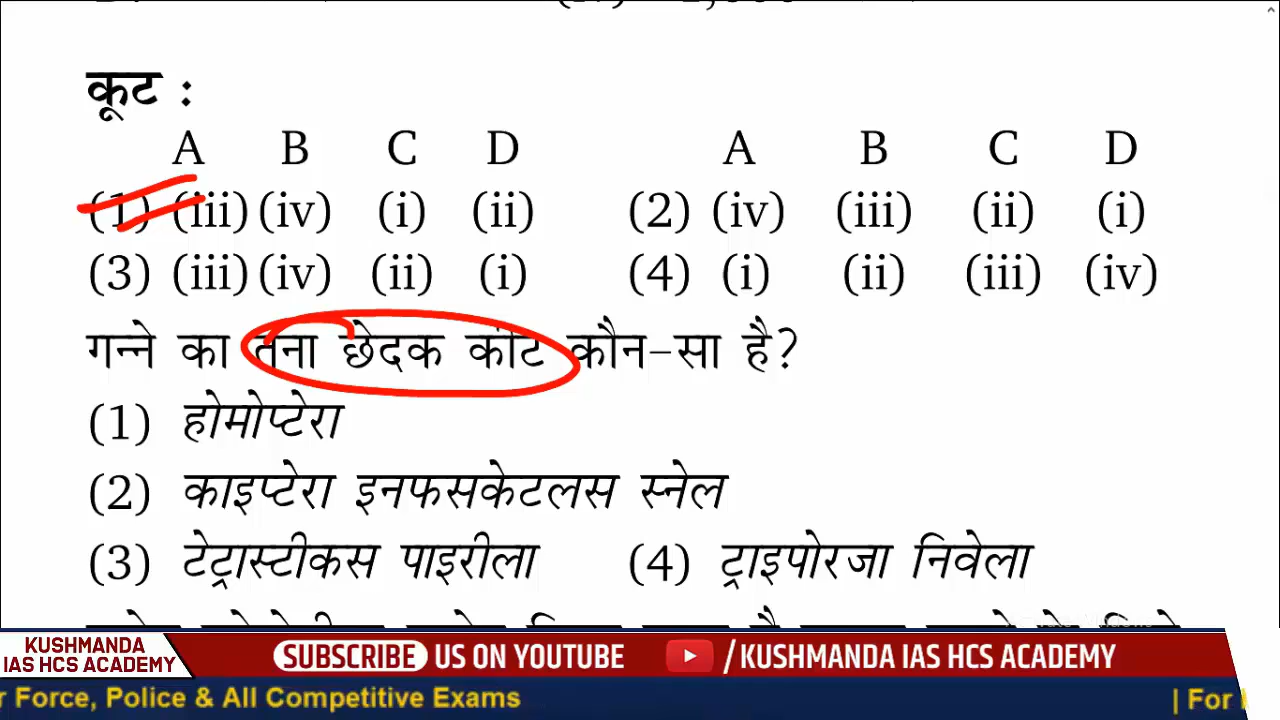 कूट :
A B C D A B C D
(1) (iii) (iv) (i) (ii) (2) (iv) (iii) (ii) (i)
(3) (iii) (iv) (ii) (i) (4) (i) (ii) (iii) (iv)
गन्ने का तना छेदक कीट कौन-सा है?
(1) होमोप्टेरा
(2) काइप्टेरा इनफसकेटलस स्नेल
(3) टेट्रास्टीकस पाइरीला (4) ट्राइपोरजा निवेला
KUSHMANDA
IAS HCS ACADEMY
SUBSCRIBE US ON YOUTUBE /KUSHMANDA IAS HCS ACADEMY
r Force, Police & All Competitive Exams | For